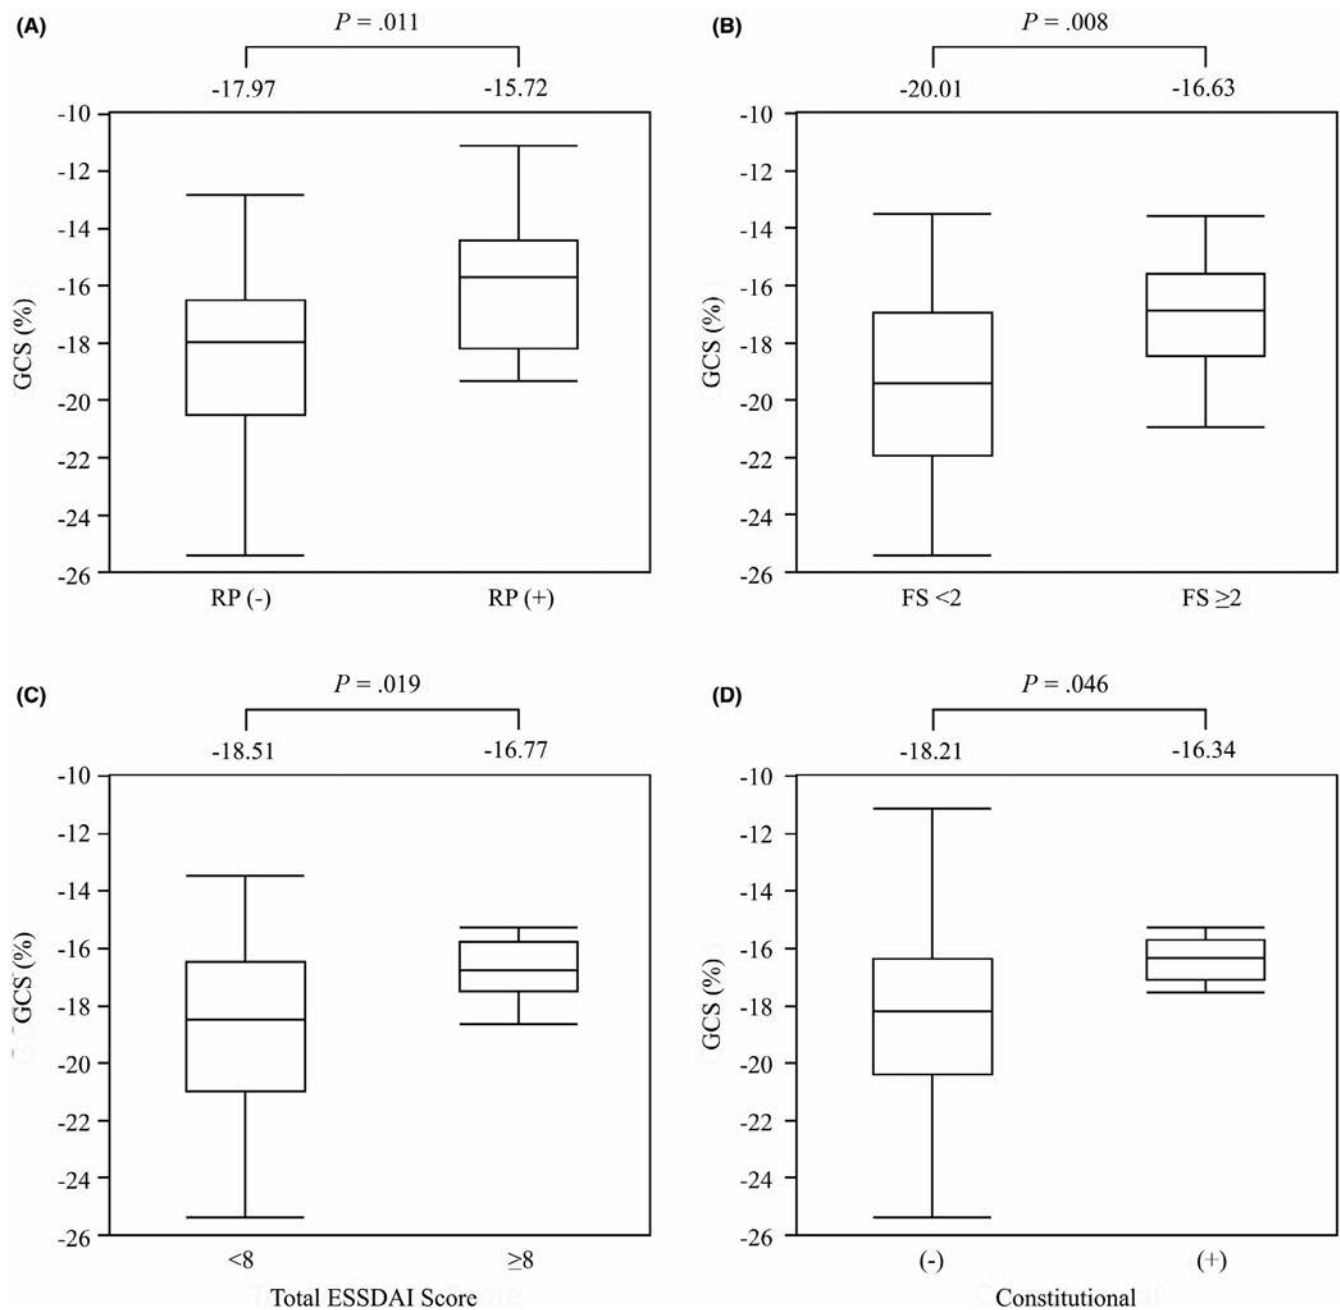 (A)
P = .011
-17.97
-15.72
-10
-12
-14
-16
-18
-20
-22
-24
-26
GCS (%)
RP (-)
RP (+)
(B)
P = .008
-20.01
-16.63
-10
-12
-14
-16
-18
-20
-22
-24
-26
GCS (%)
FS <2
FS ≥2
(C)
P = .019
-18.51
-16.77
-10
-12
-14
-16
-18
-20
-22
-24
-26
GCS (%)
<8
≥8
Total ESSDAI Score
(D)
P = .046
-18.21
-16.34
-10
-12
-14
-16
-18
-20
-22
-24
-26
GCS (%)
(-)
(+)
Constitutional